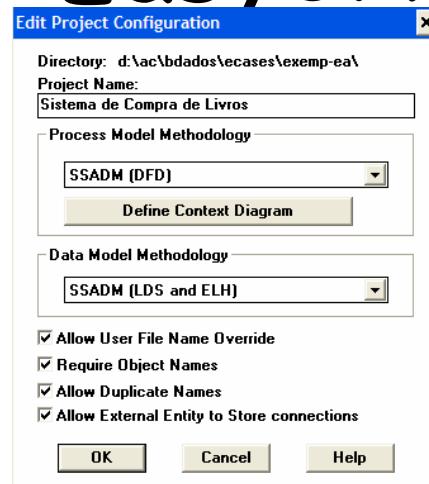 Edit Project Configuration
Directory: d:\ac\bdados\ecases\exemp-ea\
Project Name:
Sistema de Compra de Livros
Process Model Methodology
SSADM (DFD)
Define Context Diagram
Data Model Methodology
SSADM (LDS and ELH)
Allow User File Name Override
Require Object Names
Allow Duplicate Names
Allow External Entity to Store connections
OK Cancel Help